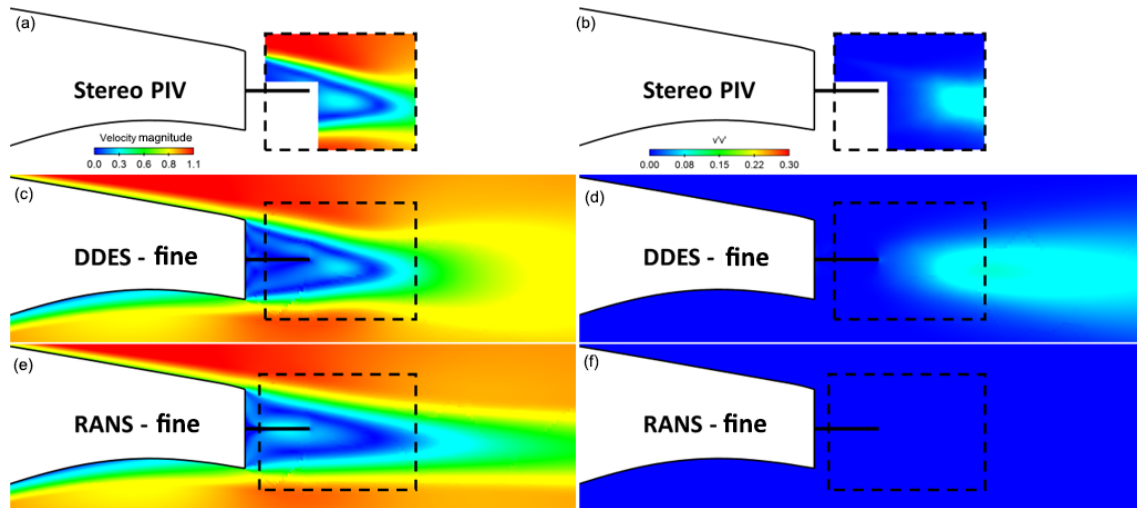 (a)
Stereo PIV
Velocity magnitude
0.0 0.3 0.6 0.8 1.1
(b)
Stereo PIV
v'v'
0.00 0.08 0.15 0.22 0.30
(c)
DDES - fine
(d)
DDES - fine
(e)
RANS - fine
(f)
RANS - fine